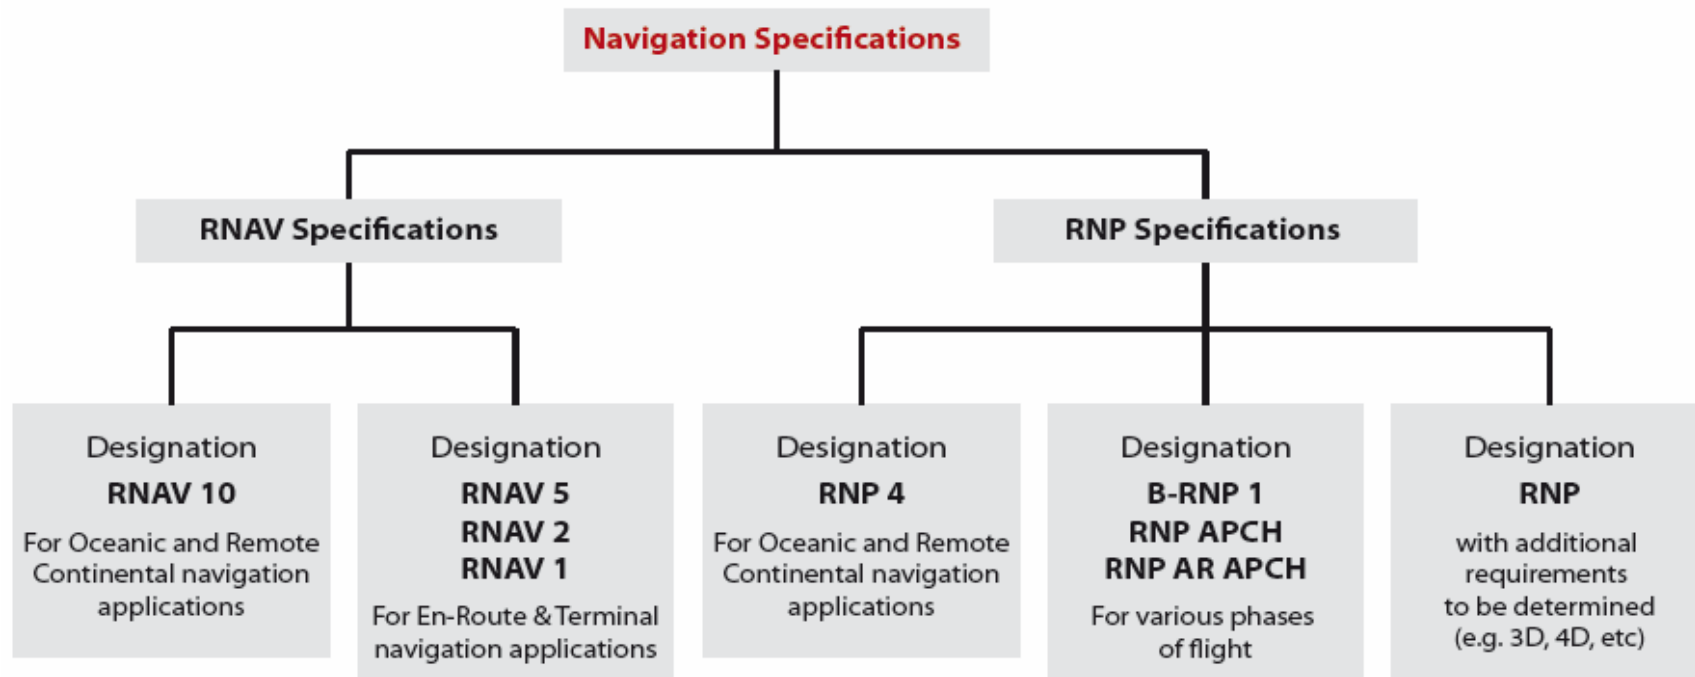 Navigation Specifications
RNAV Specifications
RNP Specifications
Designation
RNAV 10
For Oceanic and Remote
Continental navigation
applications
Designation
RNAV 5
RNAV 2
RNAV 1
For En-Route & Terminal
navigation applications
Designation
RNP 4
For Oceanic and Remote
Continental navigation
applications
Designation
B-RNP 1
RNP APCH
RNP AR APCH
For various phases
of flight
Designation
RNP
with additional
requirements
to be determined
(e.g. 3D, 4D, etc)